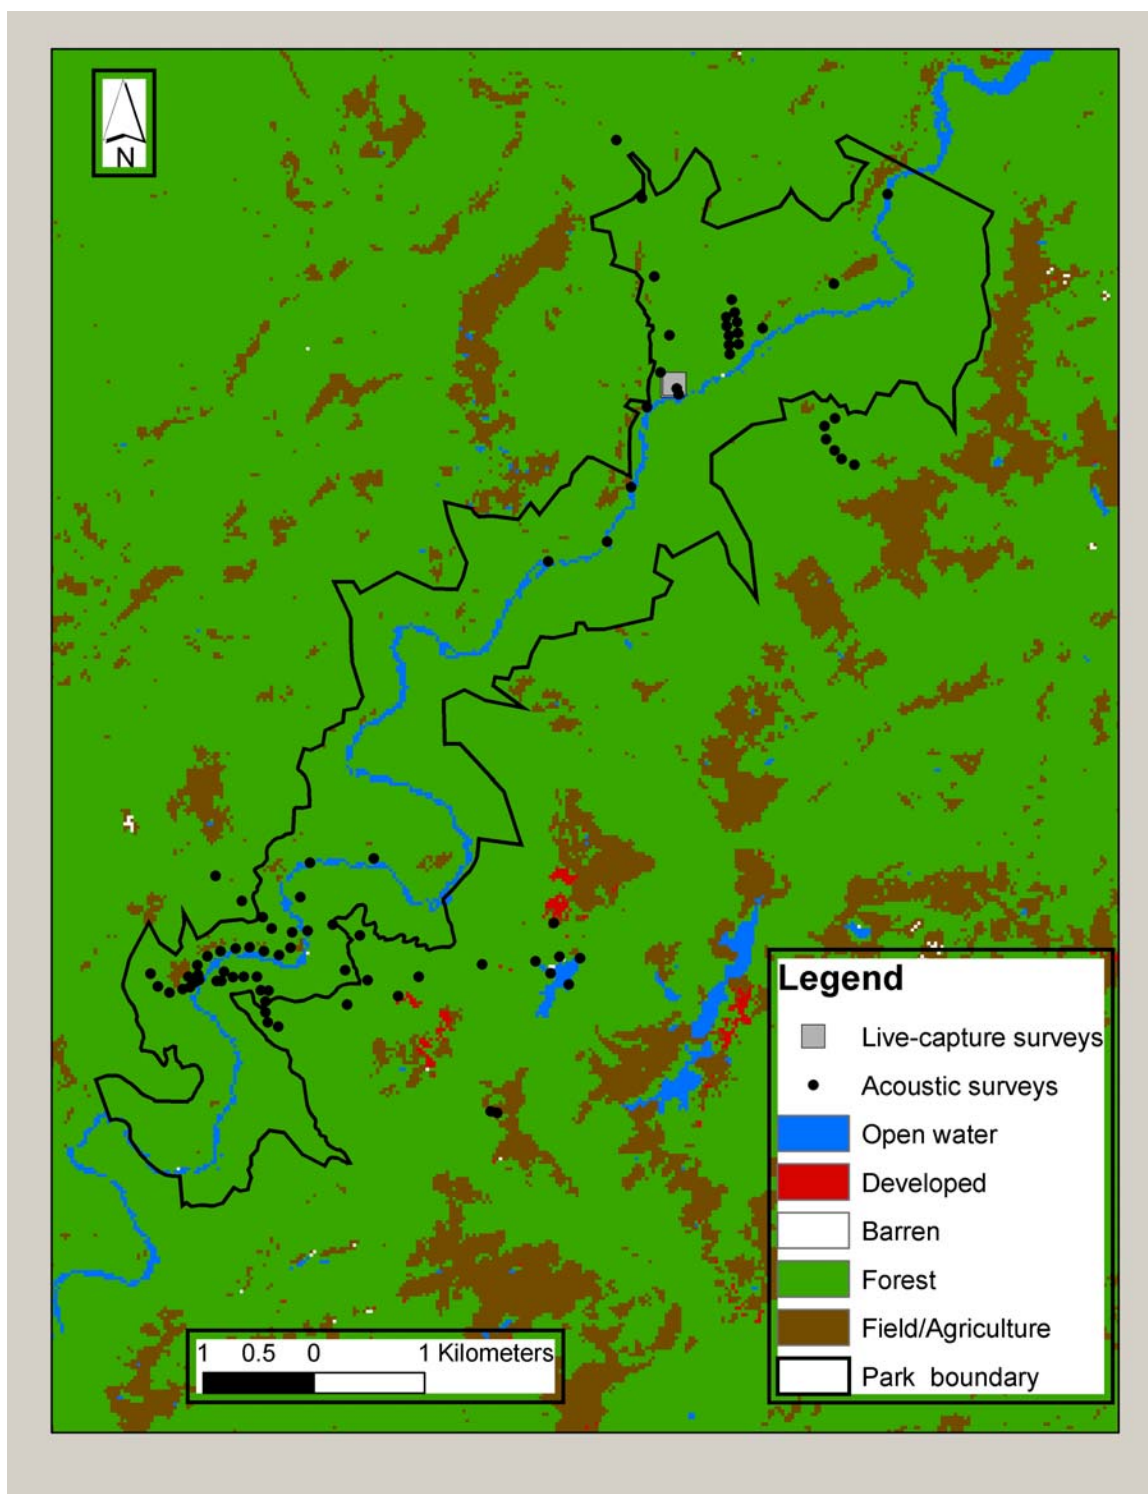 N
Legend
Live-capture surveys
Acoustic surveys
Open water
Developed
Barren
Forest
Field/Agriculture
Park boundary
1 0.5 0 1 Kilometers